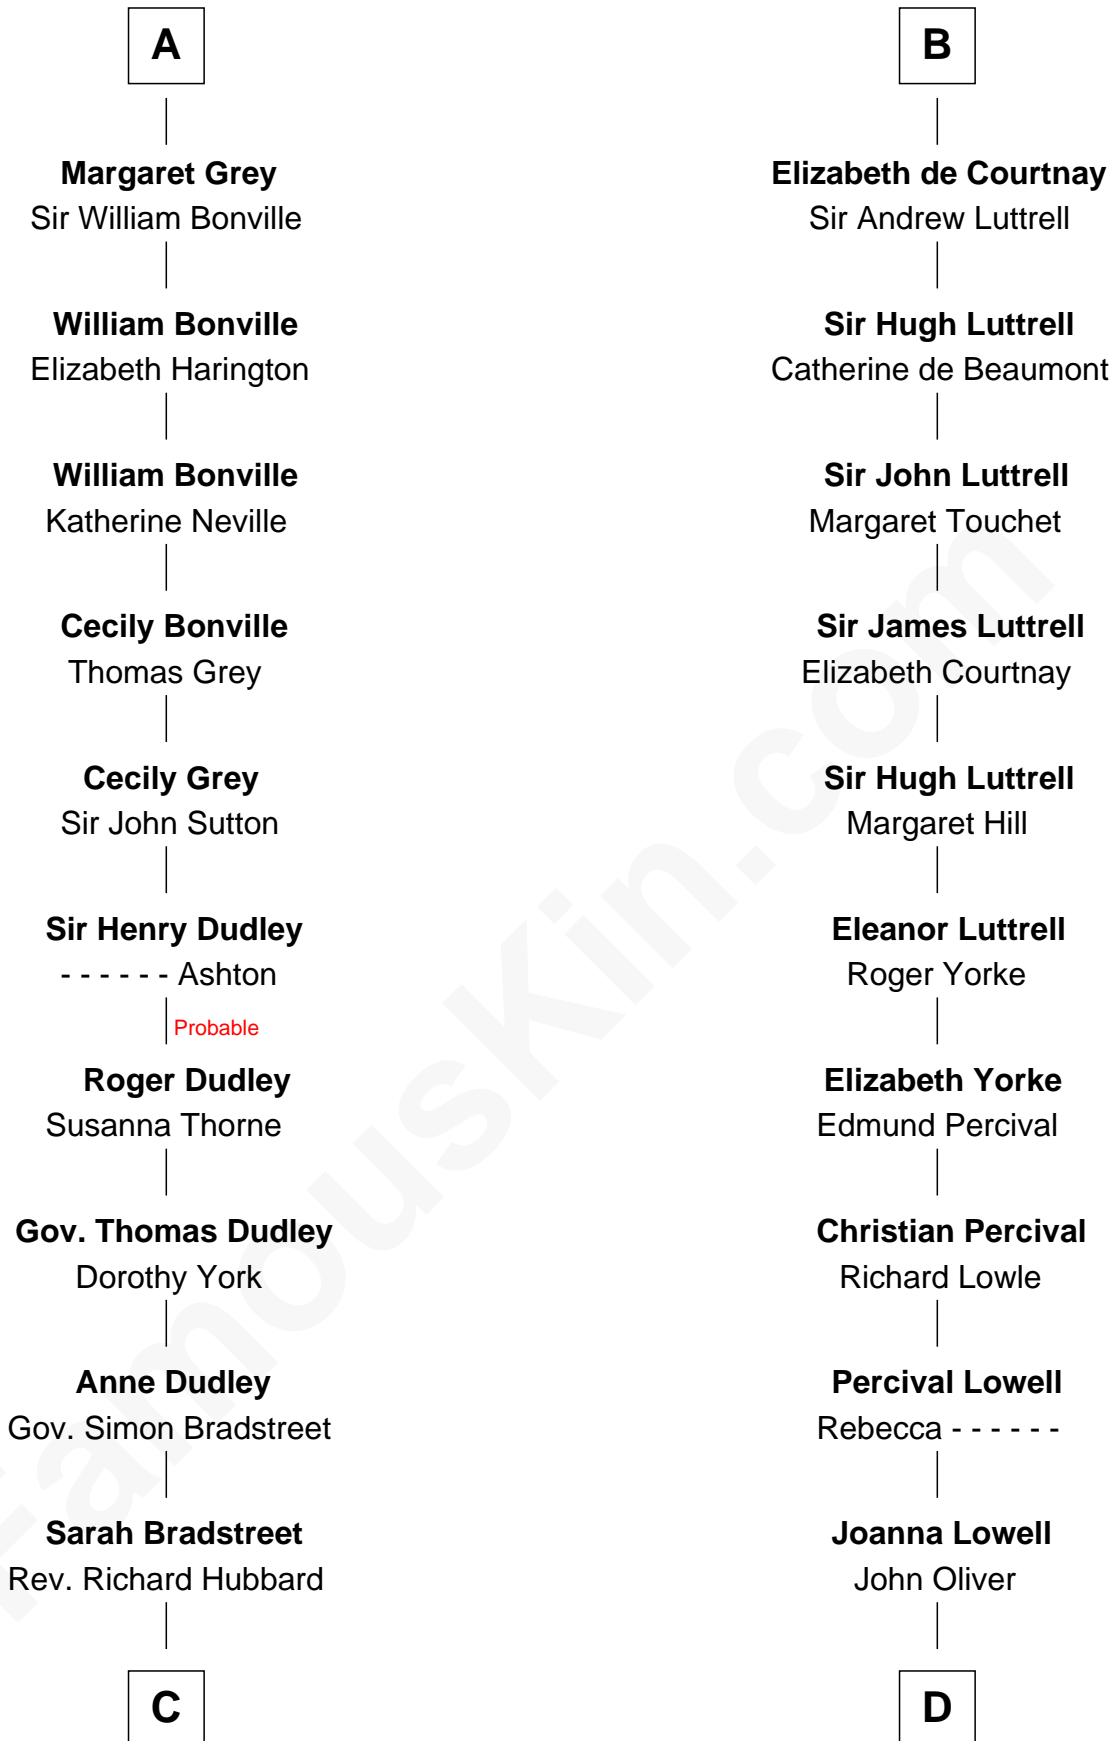 A
Margaret Grey
Sir William Bonville
William Bonville
Elizabeth Harington
William Bonville
Katherine Neville
Cecily Bonville
Thomas Grey
Cecily Grey
Sir John Sutton
Sir Henry Dudley
- - - - - - Ashton
Probable
Roger Dudley
Susanna Thorne
Gov. Thomas Dudley
Dorothy York
Anne Dudley
Gov. Simon Bradstreet
Sarah Bradstreet
Rev. Richard Hubbard
C
B
Elizabeth de Courtnay
Sir Andrew Luttrell
Sir Hugh Luttrell
Catherine de Beaumont
Sir John Luttrell
Margaret Touchet
Sir James Luttrell
Elizabeth Courtnay
Sir Hugh Luttrell
Margaret Hill
Eleanor Luttrell
Roger Yorke
Elizabeth Yorke
Edmund Percival
Christian Percival
Richard Lowle
Percival Lowell
Rebecca - - - - - -
Joanna Lowell
John Oliver
D
FamousKin.com